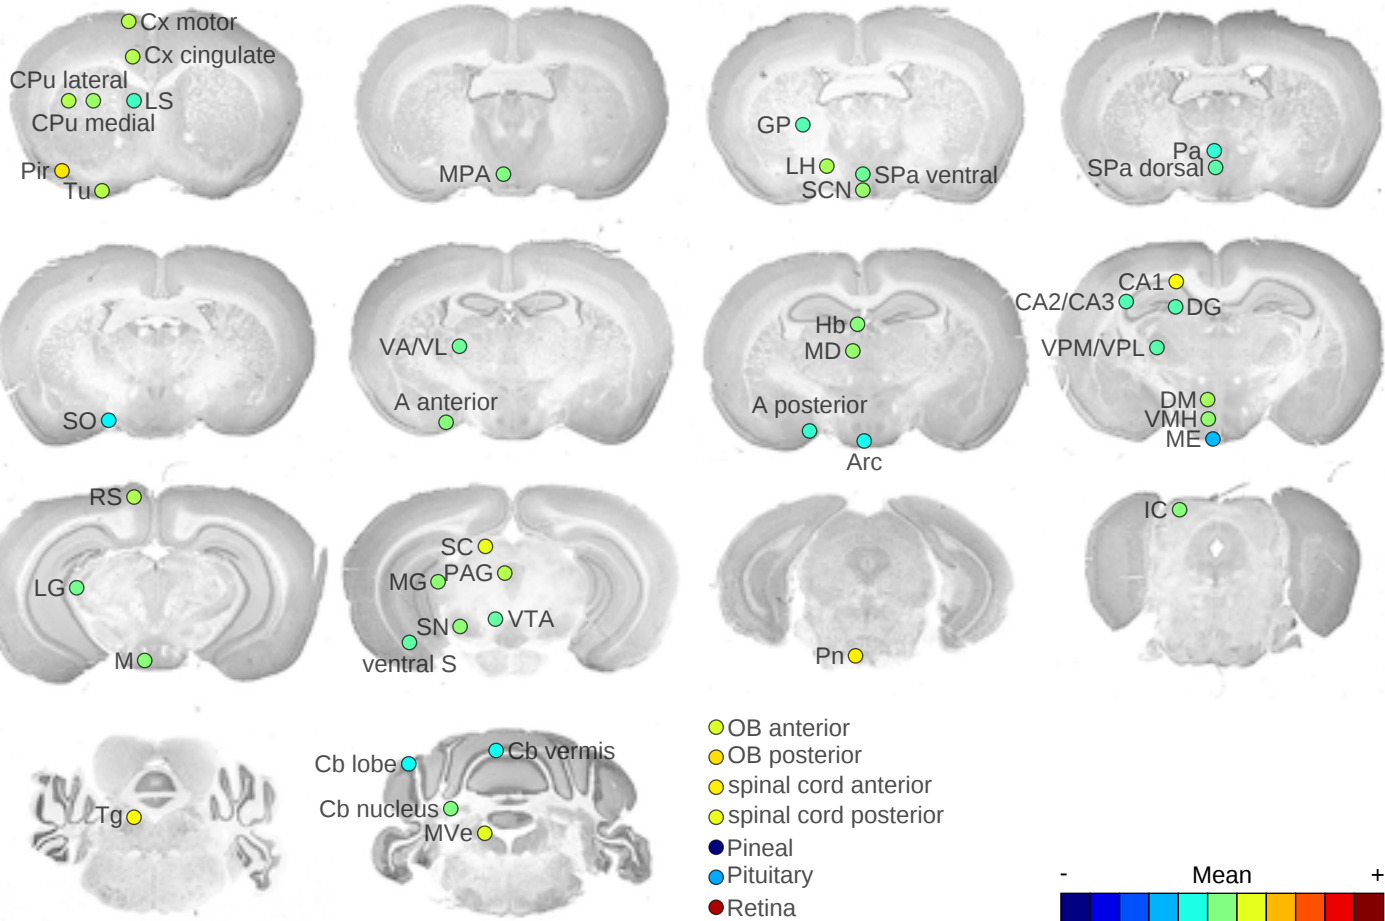 Cx motor
Cx cingulate
CPu lateral
LS
CPu medial
Pir
Tu
MPA
GP
LH
SPa ventral
SCN
Pa
SPa dorsal
SO
VA/VL
A anterior
Hb
MD
A posterior
Arc
CA1
CA2/CA3
DG
VPM/VPL
DM
VMH
ME
RS
LG
M
SC
PAG
MG
VTA
SN
ventral S
Pn
IC
Tg
Cb lobe
Cb vermis
Cb nucleus
MVe
OB anterior
OB posterior
spinal cord anterior
spinal cord posterior
Pineal
Pituitary
Retina
- Mean +